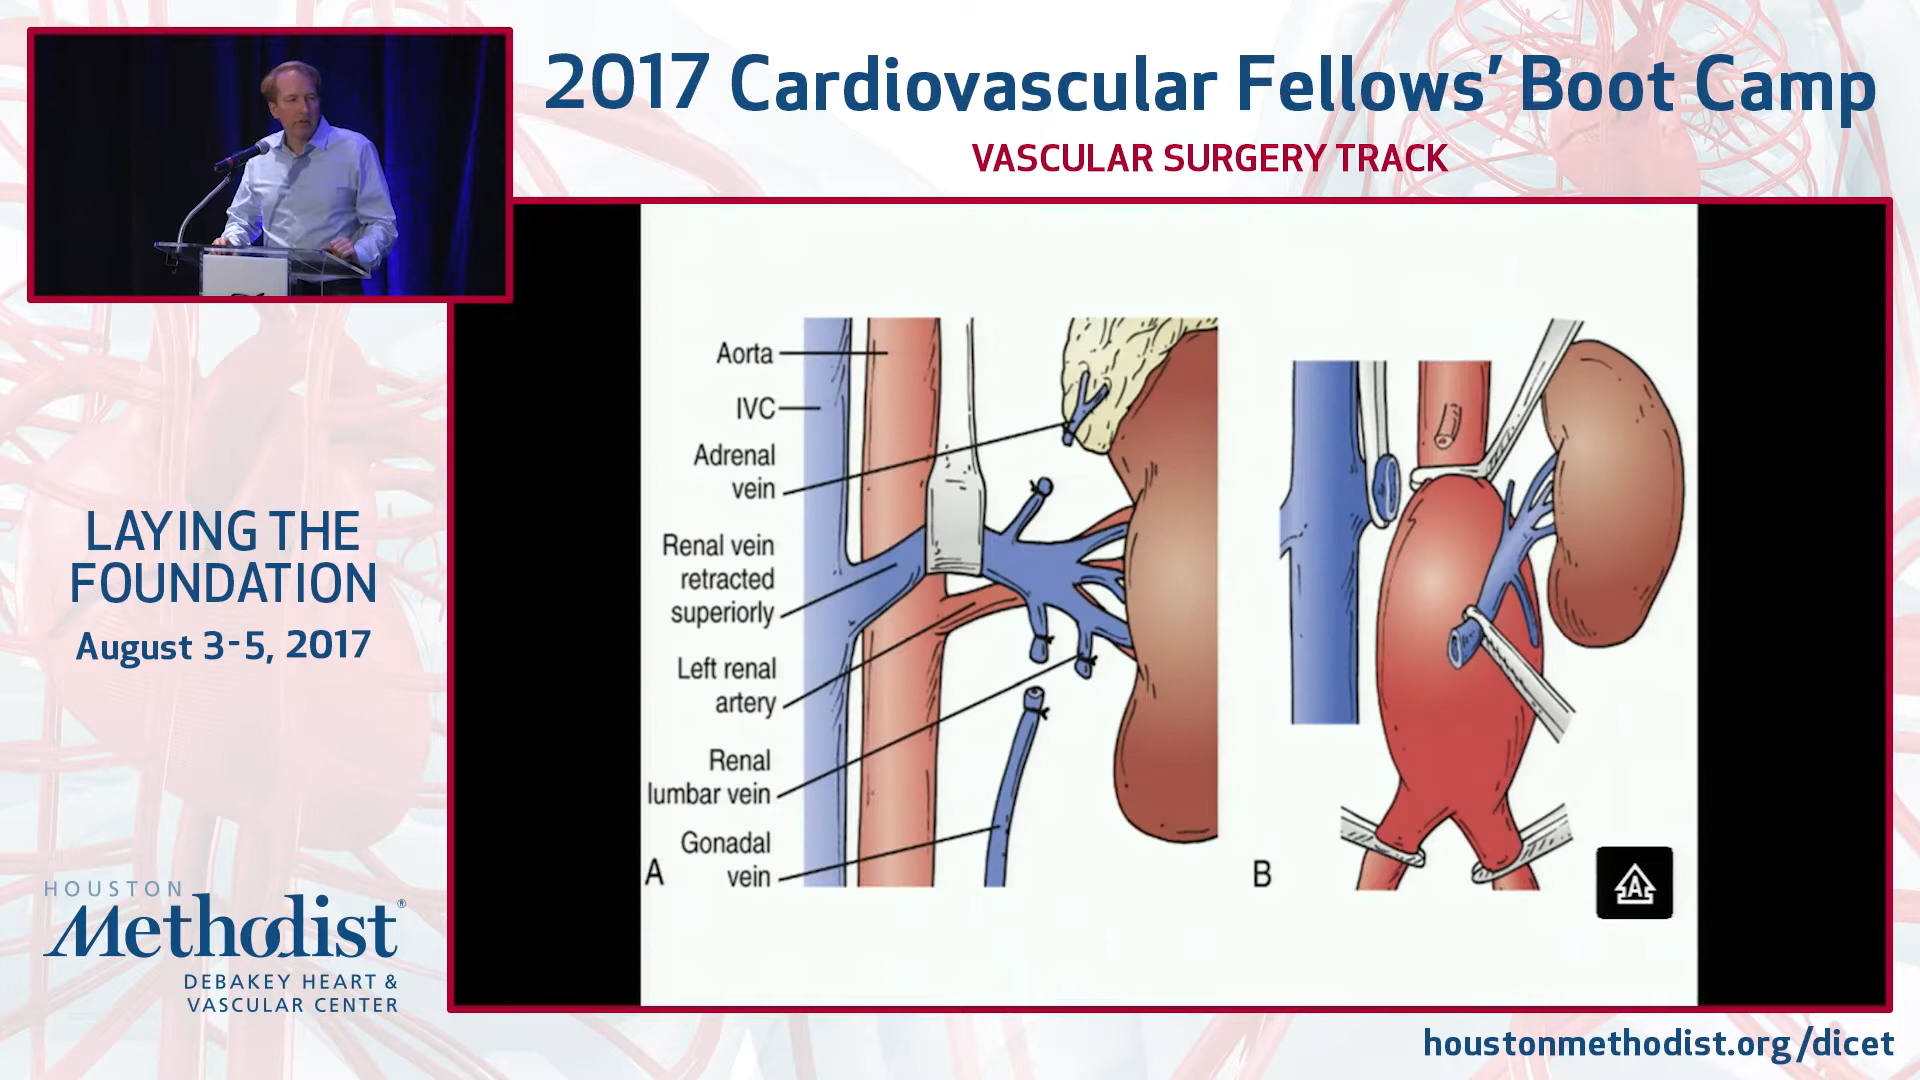 2017 Cardiovascular Fellows’ Boot Camp
VASCULAR SURGERY TRACK
LAYING THE
FOUNDATION
August 3-5, 2017
HOUSTON
Methodist®
DEBAKEY HEART &
VASCULAR CENTER
Aorta
IVC
Adrenal
vein
Renal vein
retracted
superiorly
Left renal
artery
Renal
lumbar vein
Gonadal
vein
A
B
A
houstonmethodist.org/dicet